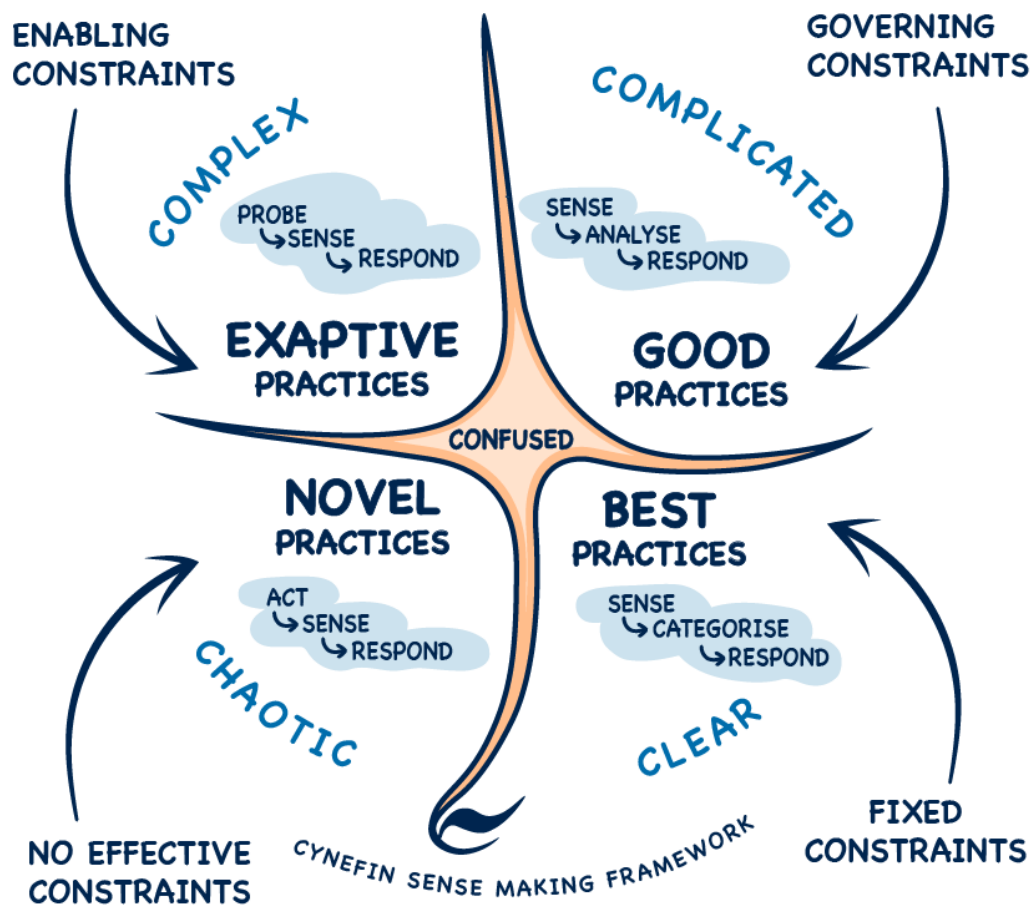 ENABLING
CONSTRAINTS
GOVERNING
CONSTRAINTS
COMPLEX
PROBE
SENSE
RESPOND
EXAPTIVE
PRACTICES
COMPLICATED
SENSE
ANALYSE
RESPOND
GOOD
PRACTICES
CONFUSED
NOVEL
PRACTICES
ACT
SENSE
RESPOND
CHAOTIC
BEST
PRACTICES
SENSE
CATEGORISE
RESPOND
CLEAR
NO EFFECTIVE
CONSTRAINTS
FIXED
CONSTRAINTS
CYNEFIN SENSE MAKING FRAMEWORK